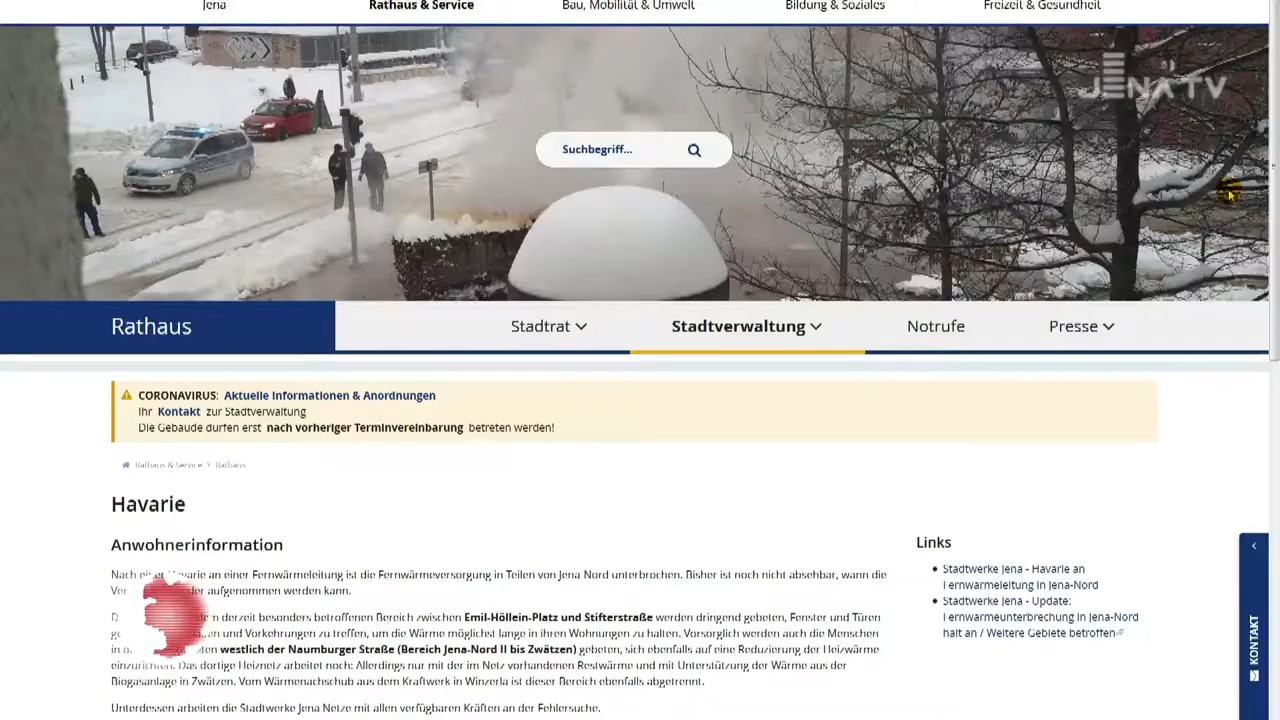 Jena
Rathaus & Service
Bau, Mobilität & Umwelt
Bildung & Soziales
Freizeit & Gesundheit
JENA TV
Suchbegriff...
Rathaus
Stadtrat
Stadtverwaltung
Notrufe
Presse
CORONAVIRUS: Aktuelle Informationen & Anordnungen
Ihr Kontakt zur Stadtverwaltung
Die Gebäude dürfen erst nach vorheriger Terminvereinbarung betreten werden!
Rathaus & Service > Rathaus
Havarie
Anwohnerinformation
Nach einer Havarie an einer Fernwärmeleitung ist die Fernwärmeversorgung in Teilen von Jena Nord unterbrochen. Bisher ist noch nicht absehbar, wann die
der aufgenommen werden kann.
derzeit besonders betroffenen Bereich zwischen Emil-Höllein-Platz und Stifterstraße werden dringend gebeten, Fenster und Türen
und Vorkehrungen zu treffen, um die Wärme möglichst lange in ihren Wohnungen zu halten. Vorsorglich werden auch die Menschen
westlich der Naumburger Straße (Bereich Jena-Nord II bis Zwätzen) gebeten, sich ebenfalls auf eine Reduzierung der Heizwärme
einzurichten. Das dortige Heiznetz arbeitet noch: Allerdings nur mit der im Netz vorhandenen Restwärme und mit Unterstützung der Wärme aus der
Biogasanlage in Zwätzen. Vom Wärmenachschub aus dem Kraftwerk in Winzerla ist dieser Bereich ebenfalls abgetrennt.
Unterdessen arbeiten die Stadtwerke Jena Netze mit allen verfügbaren Kräften an der Fehlersuche.
Links
Stadtwerke Jena - Havarie an
Fernwärmeleitung in Jena-Nord
Stadtwerke Jena - Update:
Fernwärmeunterbrechung in Jena-Nord
hält an / Weitere Gebiete betroffen
KONTAKT